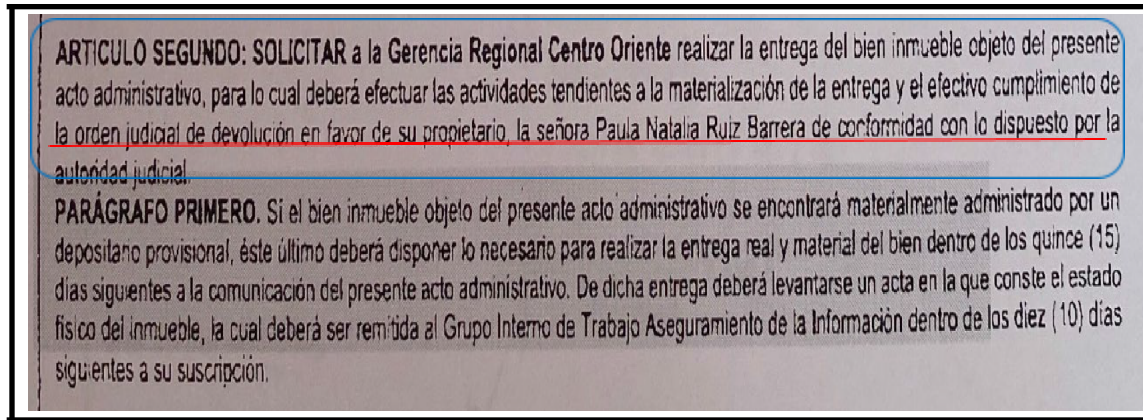 ARTICULO SEGUNDO: SOLICITAR a la Gerencia Regional Centro Oriente realizar la entrega del bien inmueble objeto del presente
acto administrativo, para lo cual deberá efectuar las actividades tendientes a la materialización de la entrega y el efectivo cumplimiento de
la orden judicial de devolución en favor de su propietario, la señora Paula Natalia Ruiz Barrera de conformidad con lo dispuesto por la
autoridad judicial.
PARÁGRAFO PRIMERO. Si el bien inmueble objeto del presente acto administrativo se encontrará materialmente administrado por un
depositario provisional, éste último deberá disponer lo necesario para realizar la entrega real y material del bien dentro de los quince (15)
días siguientes a la comunicación del presente acto administrativo. De dicha entrega deberá levantarse un acta en la que conste el estado
físico del inmueble, la cual deberá ser remitida al Grupo Interno de Trabajo Aseguramiento de la Información dentro de los diez (10) días
siguientes a su suscripción.